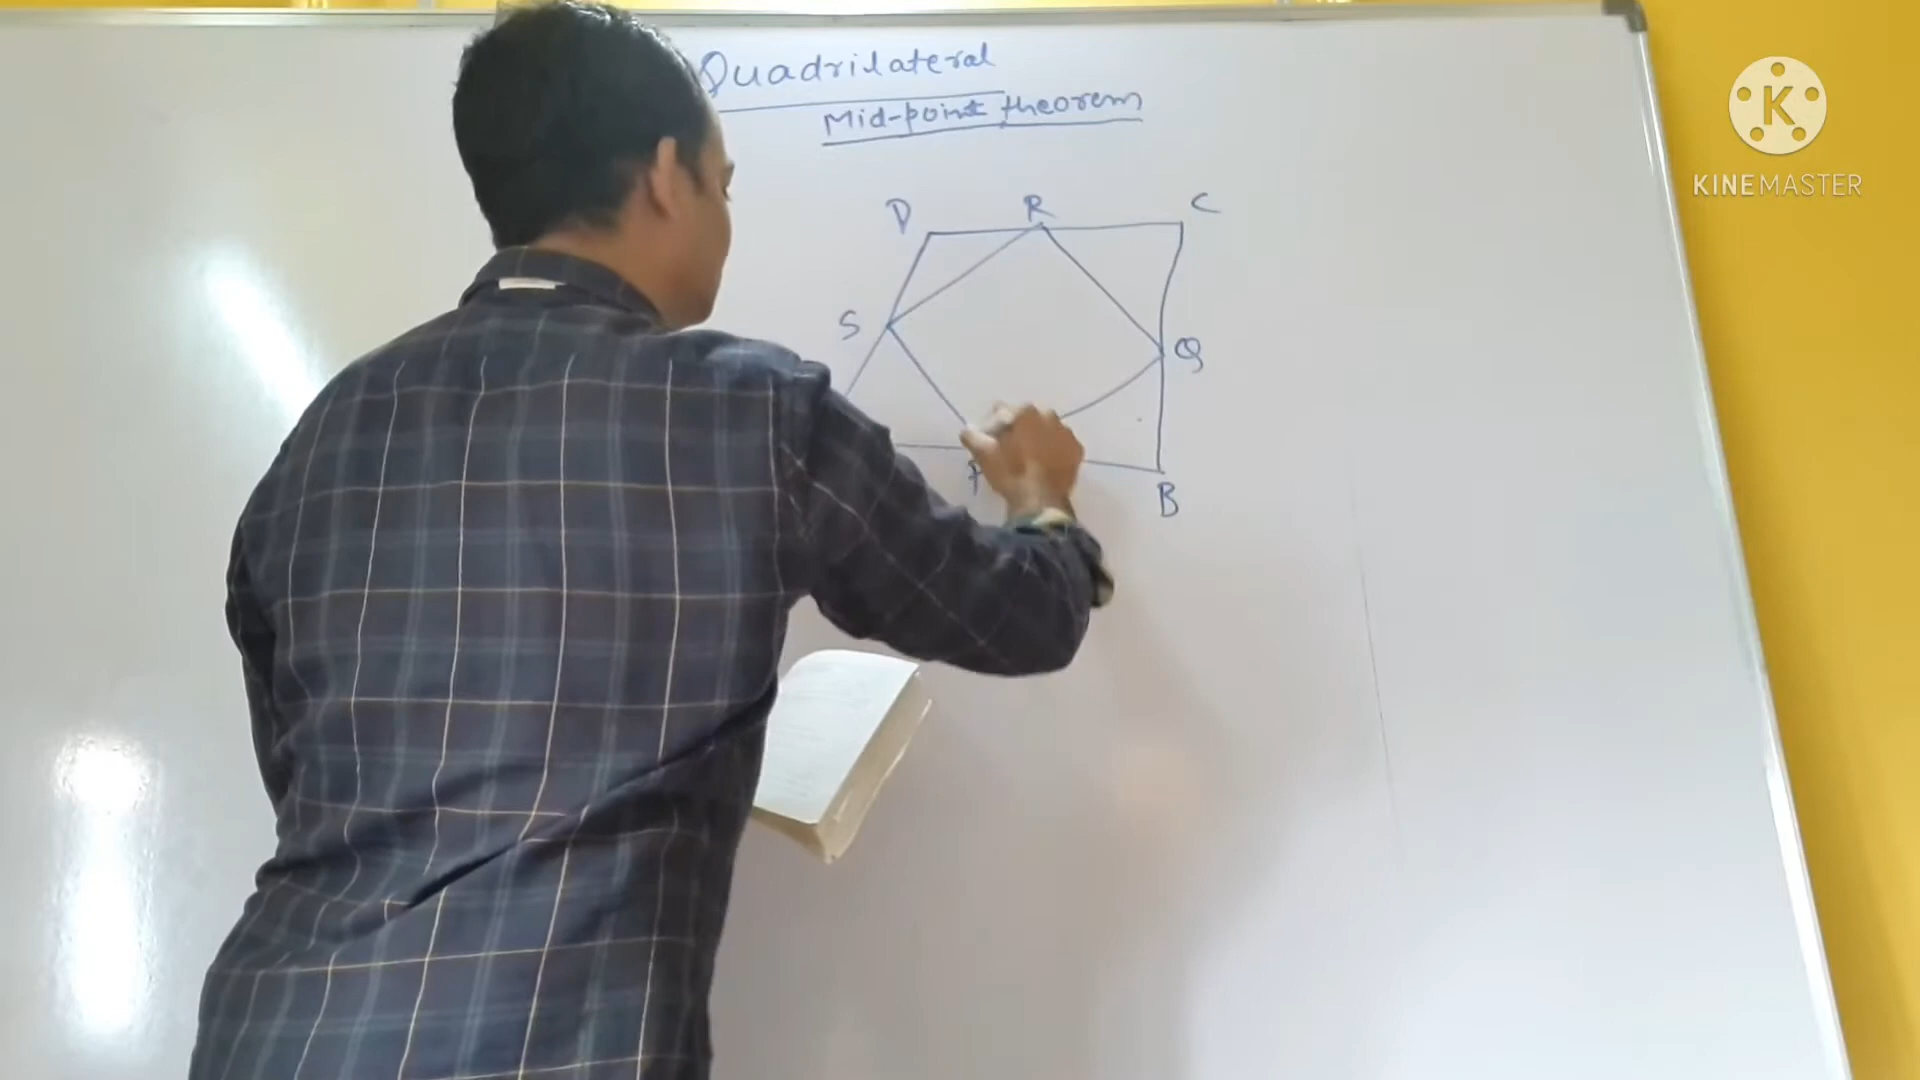 Quadrilateral
Mid-point theorem
D R C
S
Q
P
B
KINEMASTER